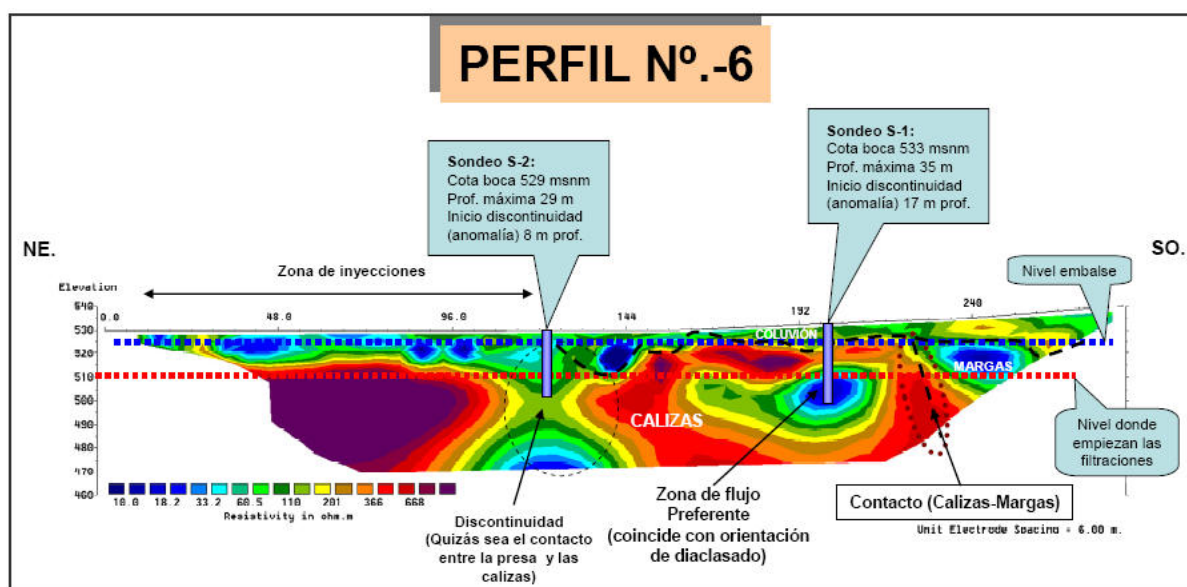 PERFIL Nº.-6
Sondeo S-2:
Cota boca 529 msnm
Prof. máxima 29 m
Inicio discontinuidad
(anomalía) 8 m prof.
Sondeo S-1:
Cota boca 533 msnm
Prof. máxima 35 m
Inicio discontinuidad
(anomalía) 17 m prof.
NE.
SO.
Zona de inyecciones
Nivel embalse
Elevation
540
530
520
510
500
490
480
470
460
0.0 48.0 96.0 144 192 240
COLUVIÓN
MARGAS
CALIZAS
Nivel donde
empiezan las
filtraciones
10.0 18.2 33.2 60.5 110 201 366 668
Resistivity in ohm.m
Discontinuidad
(Quizás sea el contacto
entre la presa y las
calizas)
Zona de flujo
Preferente
(coincide con orientación
de diaclasado)
Contacto (Calizas-Margas)
Unit Electrode Spacing = 6.00 m.